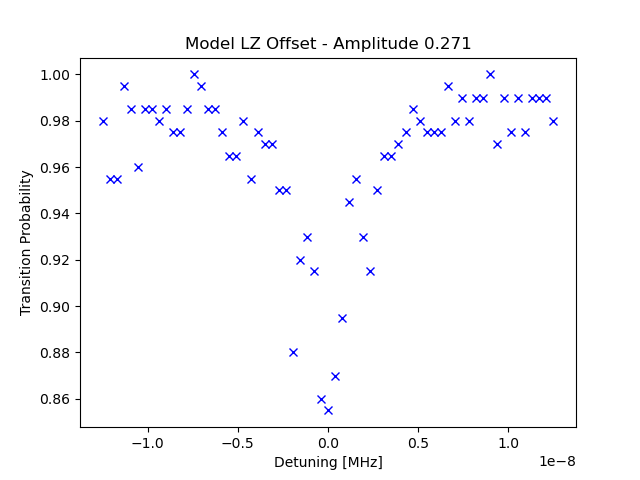 Model LZ Offset - Amplitude 0.271
Transition Probability
1.00
0.98
0.96
0.94
0.92
0.90
0.88
0.86
−1.0 −0.5 0.0 0.5 1.0
1e−8
Detuning [MHz]